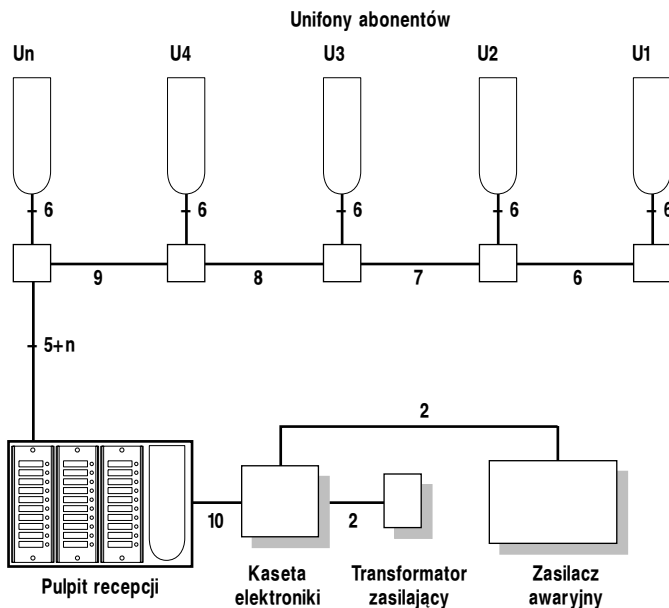 Unifony abonentów
Un U4 U3 U2 U1
6 6 6 6 6
9 8 7 6
5+n
2
10 2
Pulpit recepcji
Kaseta elektroniki
Transformator zasilający
Zasilacz awaryjny